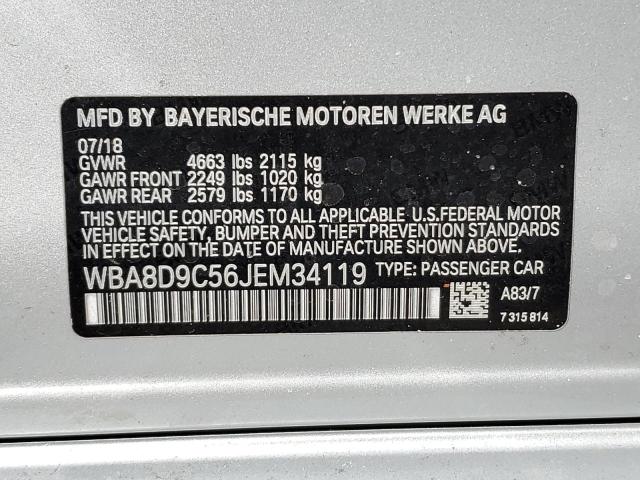 MFD BY BAYERISCHE MOTOREN WERKE AG
07/18
GVWR 4663 lbs 2115 kg
GAWR FRONT 2249 lbs 1020 kg
GAWR REAR 2579 lbs 1170 kg
THIS VEHICLE CONFORMS TO ALL APPLICABLE U.S.FEDERAL MOTOR
VEHICLE SAFETY, BUMPER AND THEFT PREVENTION STANDARDS
IN EFFECT ON THE DATE OF MANUFACTURE SHOWN ABOVE.
WBA8D9C56JEM34119 TYPE: PASSENGER CAR
A83/7
7 315 814